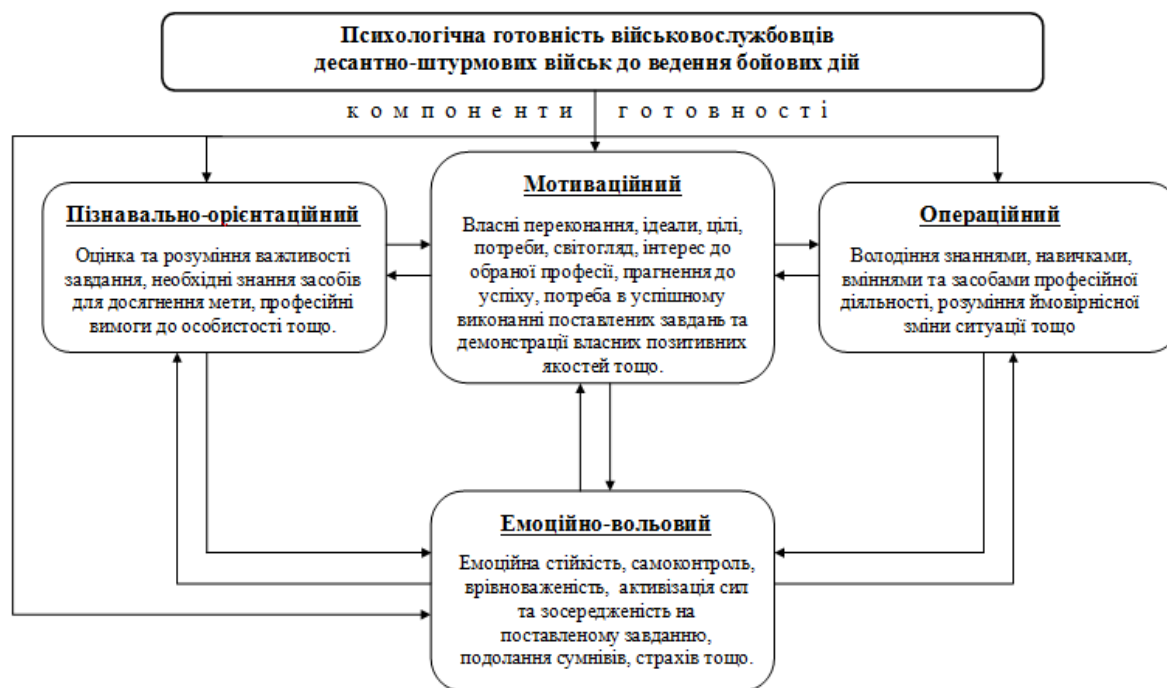 Психологічна готовність військовослужбовців
десантно-штурмових військ до ведення бойових дій
компоненти готовності
Пізнавально-орієнтаційний
Оцінка та розуміння важливості
завдання, необхідні знання засобів
для досягнення мети, професійні
вимоги до особистості тощо.
Мотиваційний
Власні переконання, ідеали, цілі,
потреби, світогляд, інтерес до
обраної професії, прагнення до
успіху, потреба в успішному
виконанні поставлених завдань та
демонстрації власних позитивних
якостей тощо.
Операційний
Володіння знаннями, навичками,
вміннями та засобами професійної
діяльності, розуміння ймовірнісної
зміни ситуації тощо
Емоційно-вольовий
Емоційна стійкість, самоконтроль,
врівноваженість, активізація сил
та зосередженість на
поставленому завданню,
подолання сумнівів, страхів тощо.